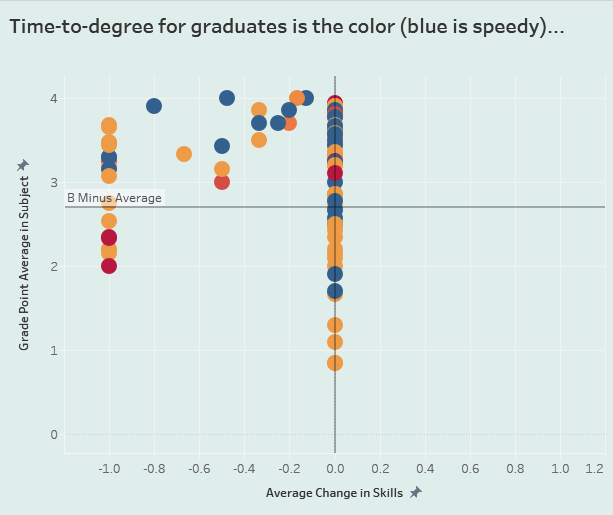 Time-to-degree for graduates is the color (blue is speedy)...
4
3
2
1
0
Grade Point Average in Subject
B Minus Average
-1.0 -0.8 -0.6 -0.4 -0.2 0.0 0.2 0.4 0.6 0.8 1.0 1.2
Average Change in Skills